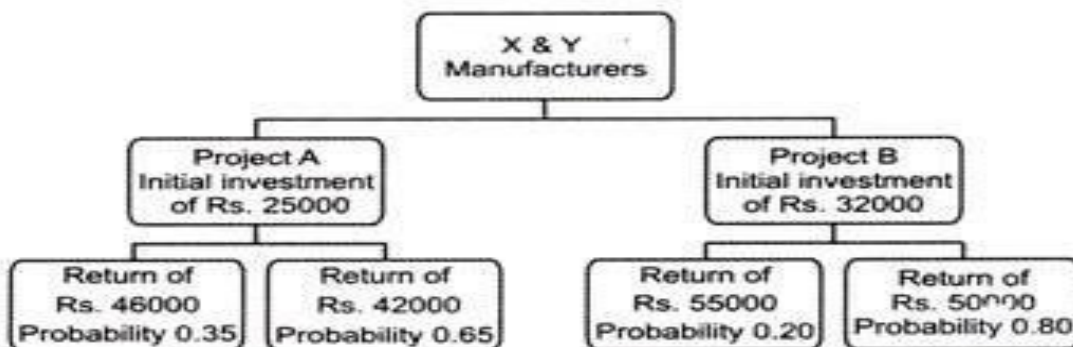 X & Y
Manufacturers
Project A
Initial investment
of Rs. 25000
Project B
Initial investment
of Rs. 32000
Return of
Rs. 46000
Probability 0.35
Return of
Rs. 42000
Probability 0.65
Return of
Rs. 55000
Probability 0.20
Return of
Rs. 50000
Probability 0.80